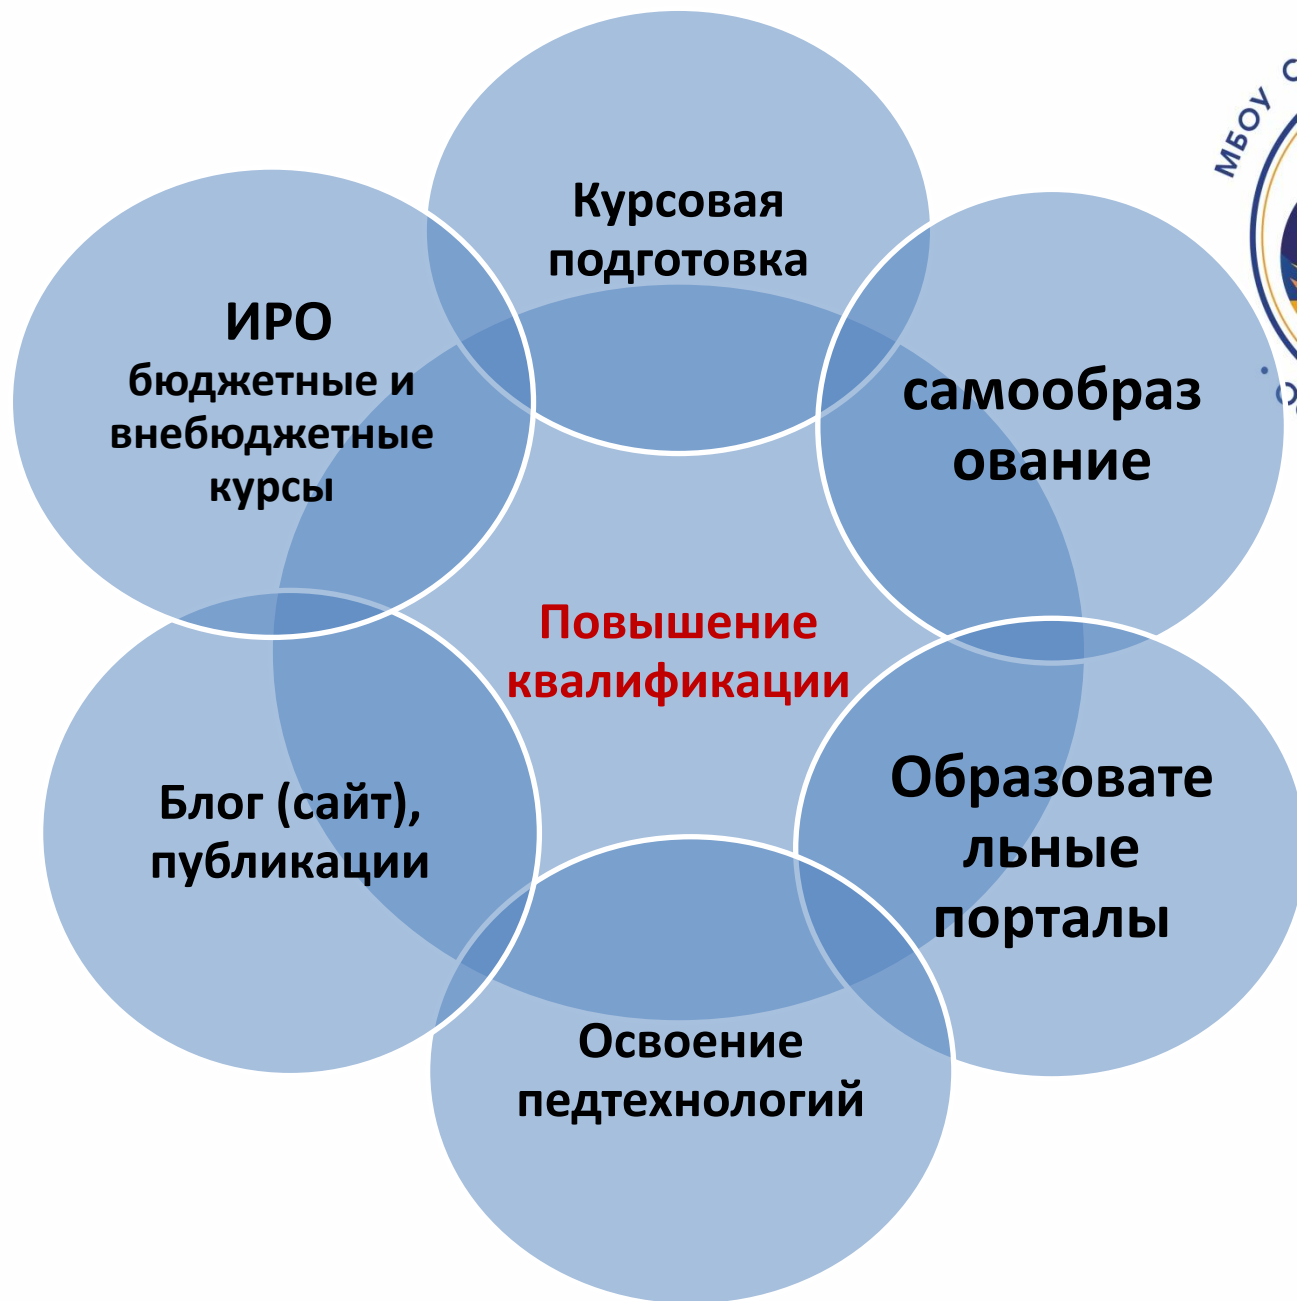 Курсовая
подготовка
МБОУ
ИРО
бюджетные и
внебюджетные
курсы
самообраз
ование
Повышение
квалификации
Образовате
льные
порталы
Блог (сайт),
публикации
Освоение
педтехнологий